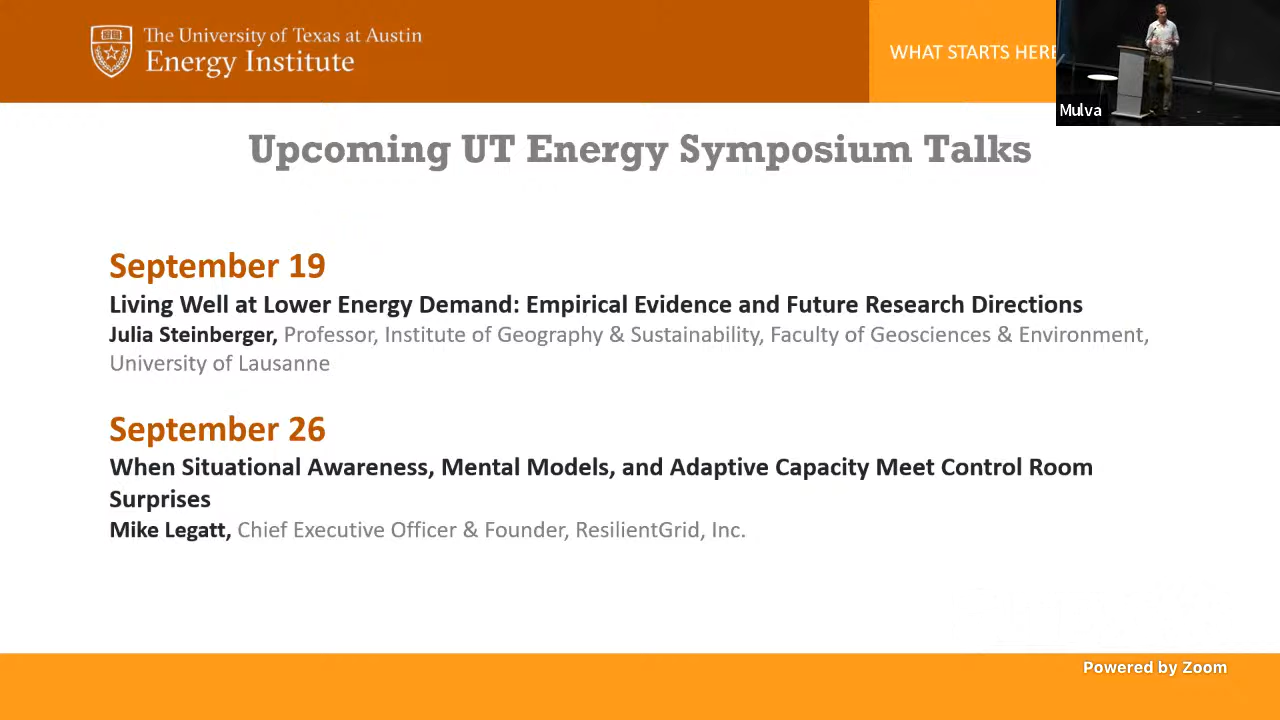 The University of Texas at Austin
Energy Institute
WHAT STARTS HERE
Mulva
Upcoming UT Energy Symposium Talks
September 19
Living Well at Lower Energy Demand: Empirical Evidence and Future Research Directions
Julia Steinberger, Professor, Institute of Geography & Sustainability, Faculty of Geosciences & Environment,
University of Lausanne
September 26
When Situational Awareness, Mental Models, and Adaptive Capacity Meet Control Room
Surprises
Mike Legatt, Chief Executive Officer & Founder, ResilientGrid, Inc.
Powered by Zoom